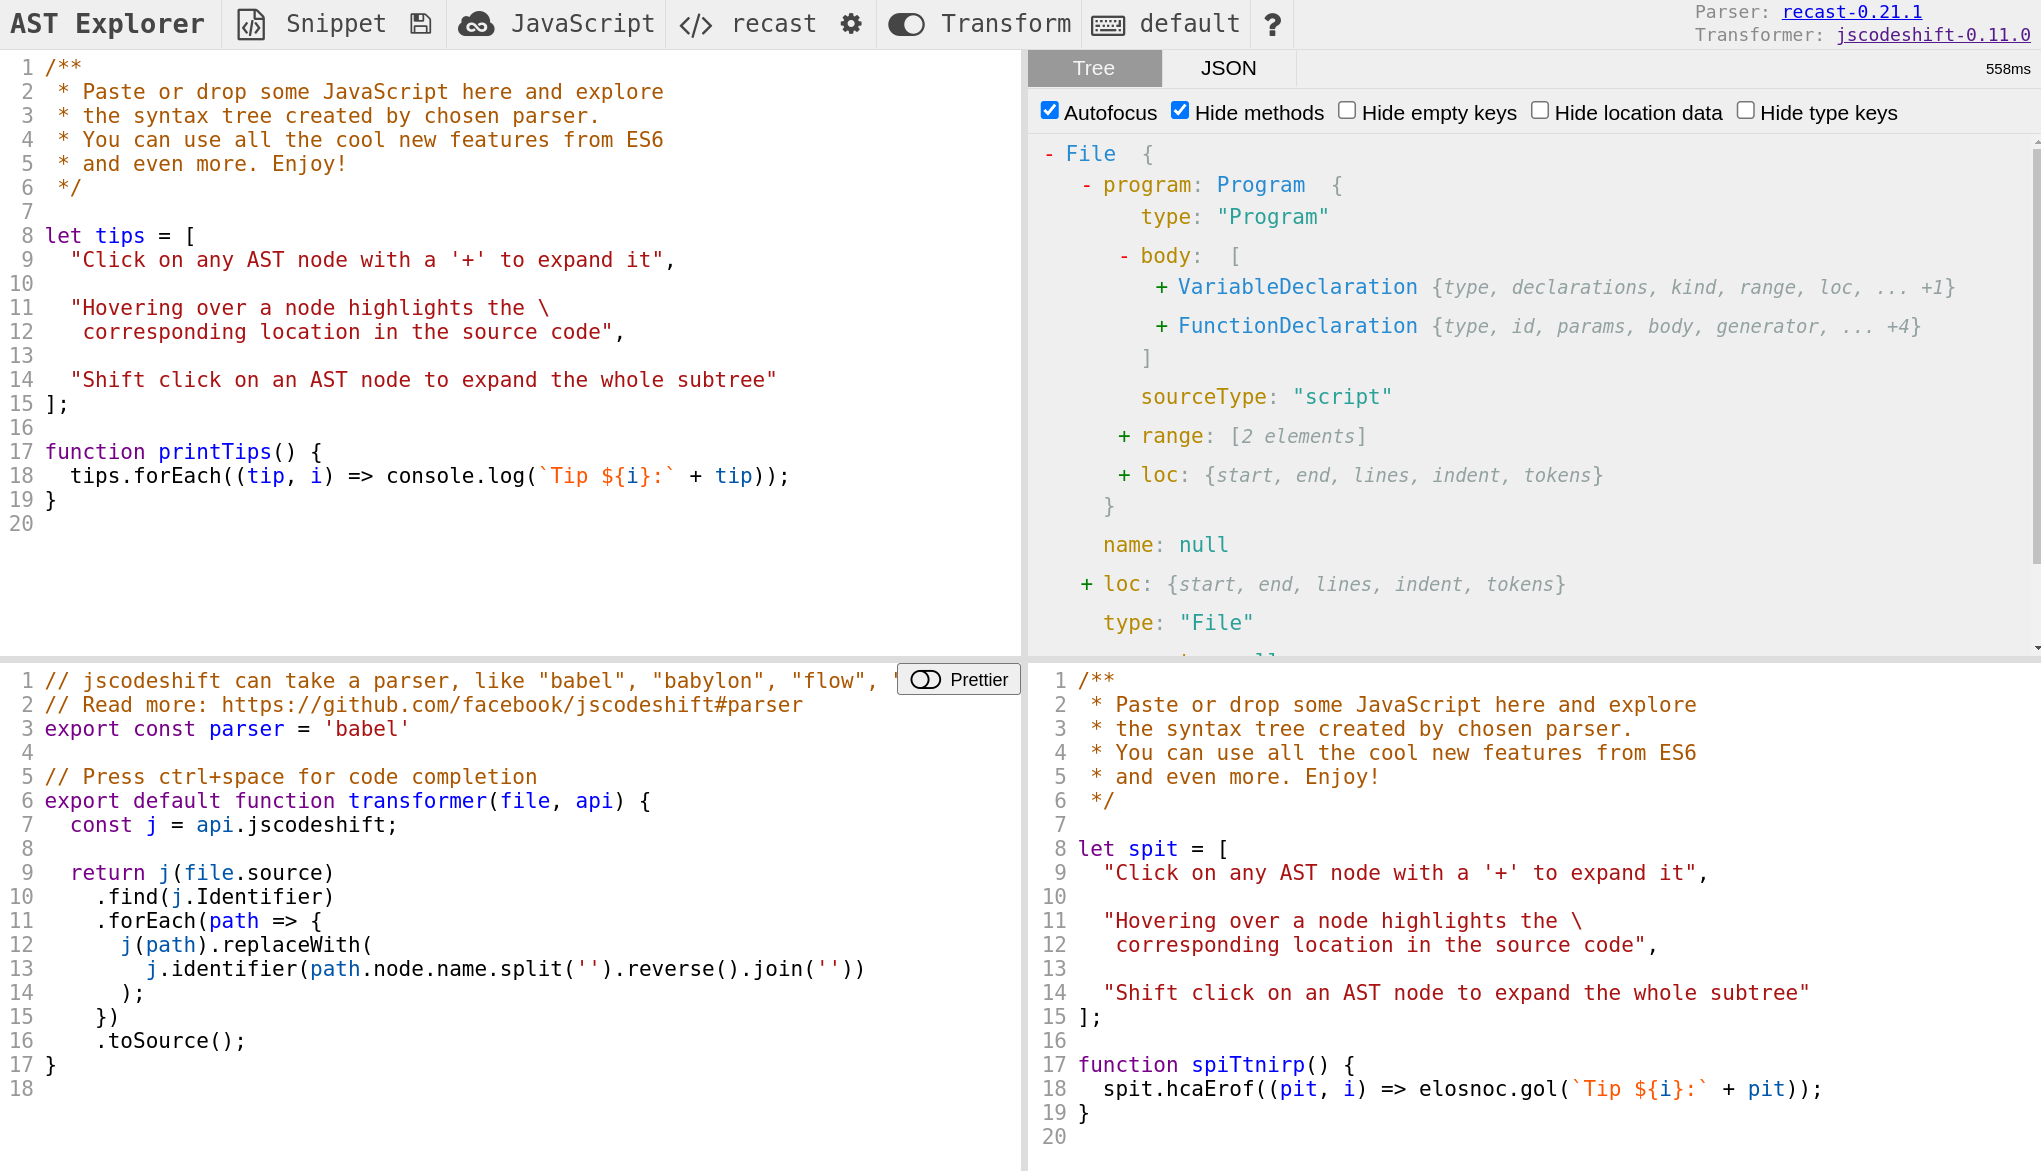 AST Explorer Snippet JavaScript </> recast Transform default ?
Parser: recast-0.21.1
Transformer: jscodeshift-0.11.0
1 /**
2  * Paste or drop some JavaScript here and explore
3  * the syntax tree created by chosen parser.
4  * You can use all the cool new features from ES6
5  * and even more. Enjoy!
6  */
7
8 let tips = [
9   "Click on any AST node with a '+' to expand it",
10
11   "Hovering over a node highlights the \
12    corresponding location in the source code",
13
14   "Shift click on an AST node to expand the whole subtree"
15 ];
16
17 function printTips() {
18   tips.forEach((tip, i) => console.log(`Tip ${i}:` + tip));
19 }
20
Tree JSON 558ms
Autofocus Hide methods Hide empty keys Hide location data Hide type keys
- File {
- program: Program {
type: "Program"
- body: [
+ VariableDeclaration {type, declarations, kind, range, loc, ... +1}
+ FunctionDeclaration {type, id, params, body, generator, ... +4}
]
sourceType: "script"
+ range: [2 elements]
+ loc: {start, end, lines, indent, tokens}
}
name: null
+ loc: {start, end, lines, indent, tokens}
type: "File"
Prettier
1 // jscodeshift can take a parser, like "babel", "babylon", "flow", "
2 // Read more: https://github.com/facebook/jscodeshift#parser
3 export const parser = 'babel'
4
5 // Press ctrl+space for code completion
6 export default function transformer(file, api) {
7   const j = api.jscodeshift;
8
9   return j(file.source)
10     .find(j.Identifier)
11     .forEach(path => {
12       j(path).replaceWith(
13         j.identifier(path.node.name.split('').reverse().join(''))
14       );
15     })
16     .toSource();
17 }
18
1 /**
2  * Paste or drop some JavaScript here and explore
3  * the syntax tree created by chosen parser.
4  * You can use all the cool new features from ES6
5  * and even more. Enjoy!
6  */
7
8 let spit = [
9   "Click on any AST node with a '+' to expand it",
10
11   "Hovering over a node highlights the \
12    corresponding location in the source code",
13
14   "Shift click on an AST node to expand the whole subtree"
15 ];
16
17 function spiTtnirp() {
18   spit.hcaErof((pit, i) => elosnoc.gol(`Tip ${i}:` + pit));
19 }
20